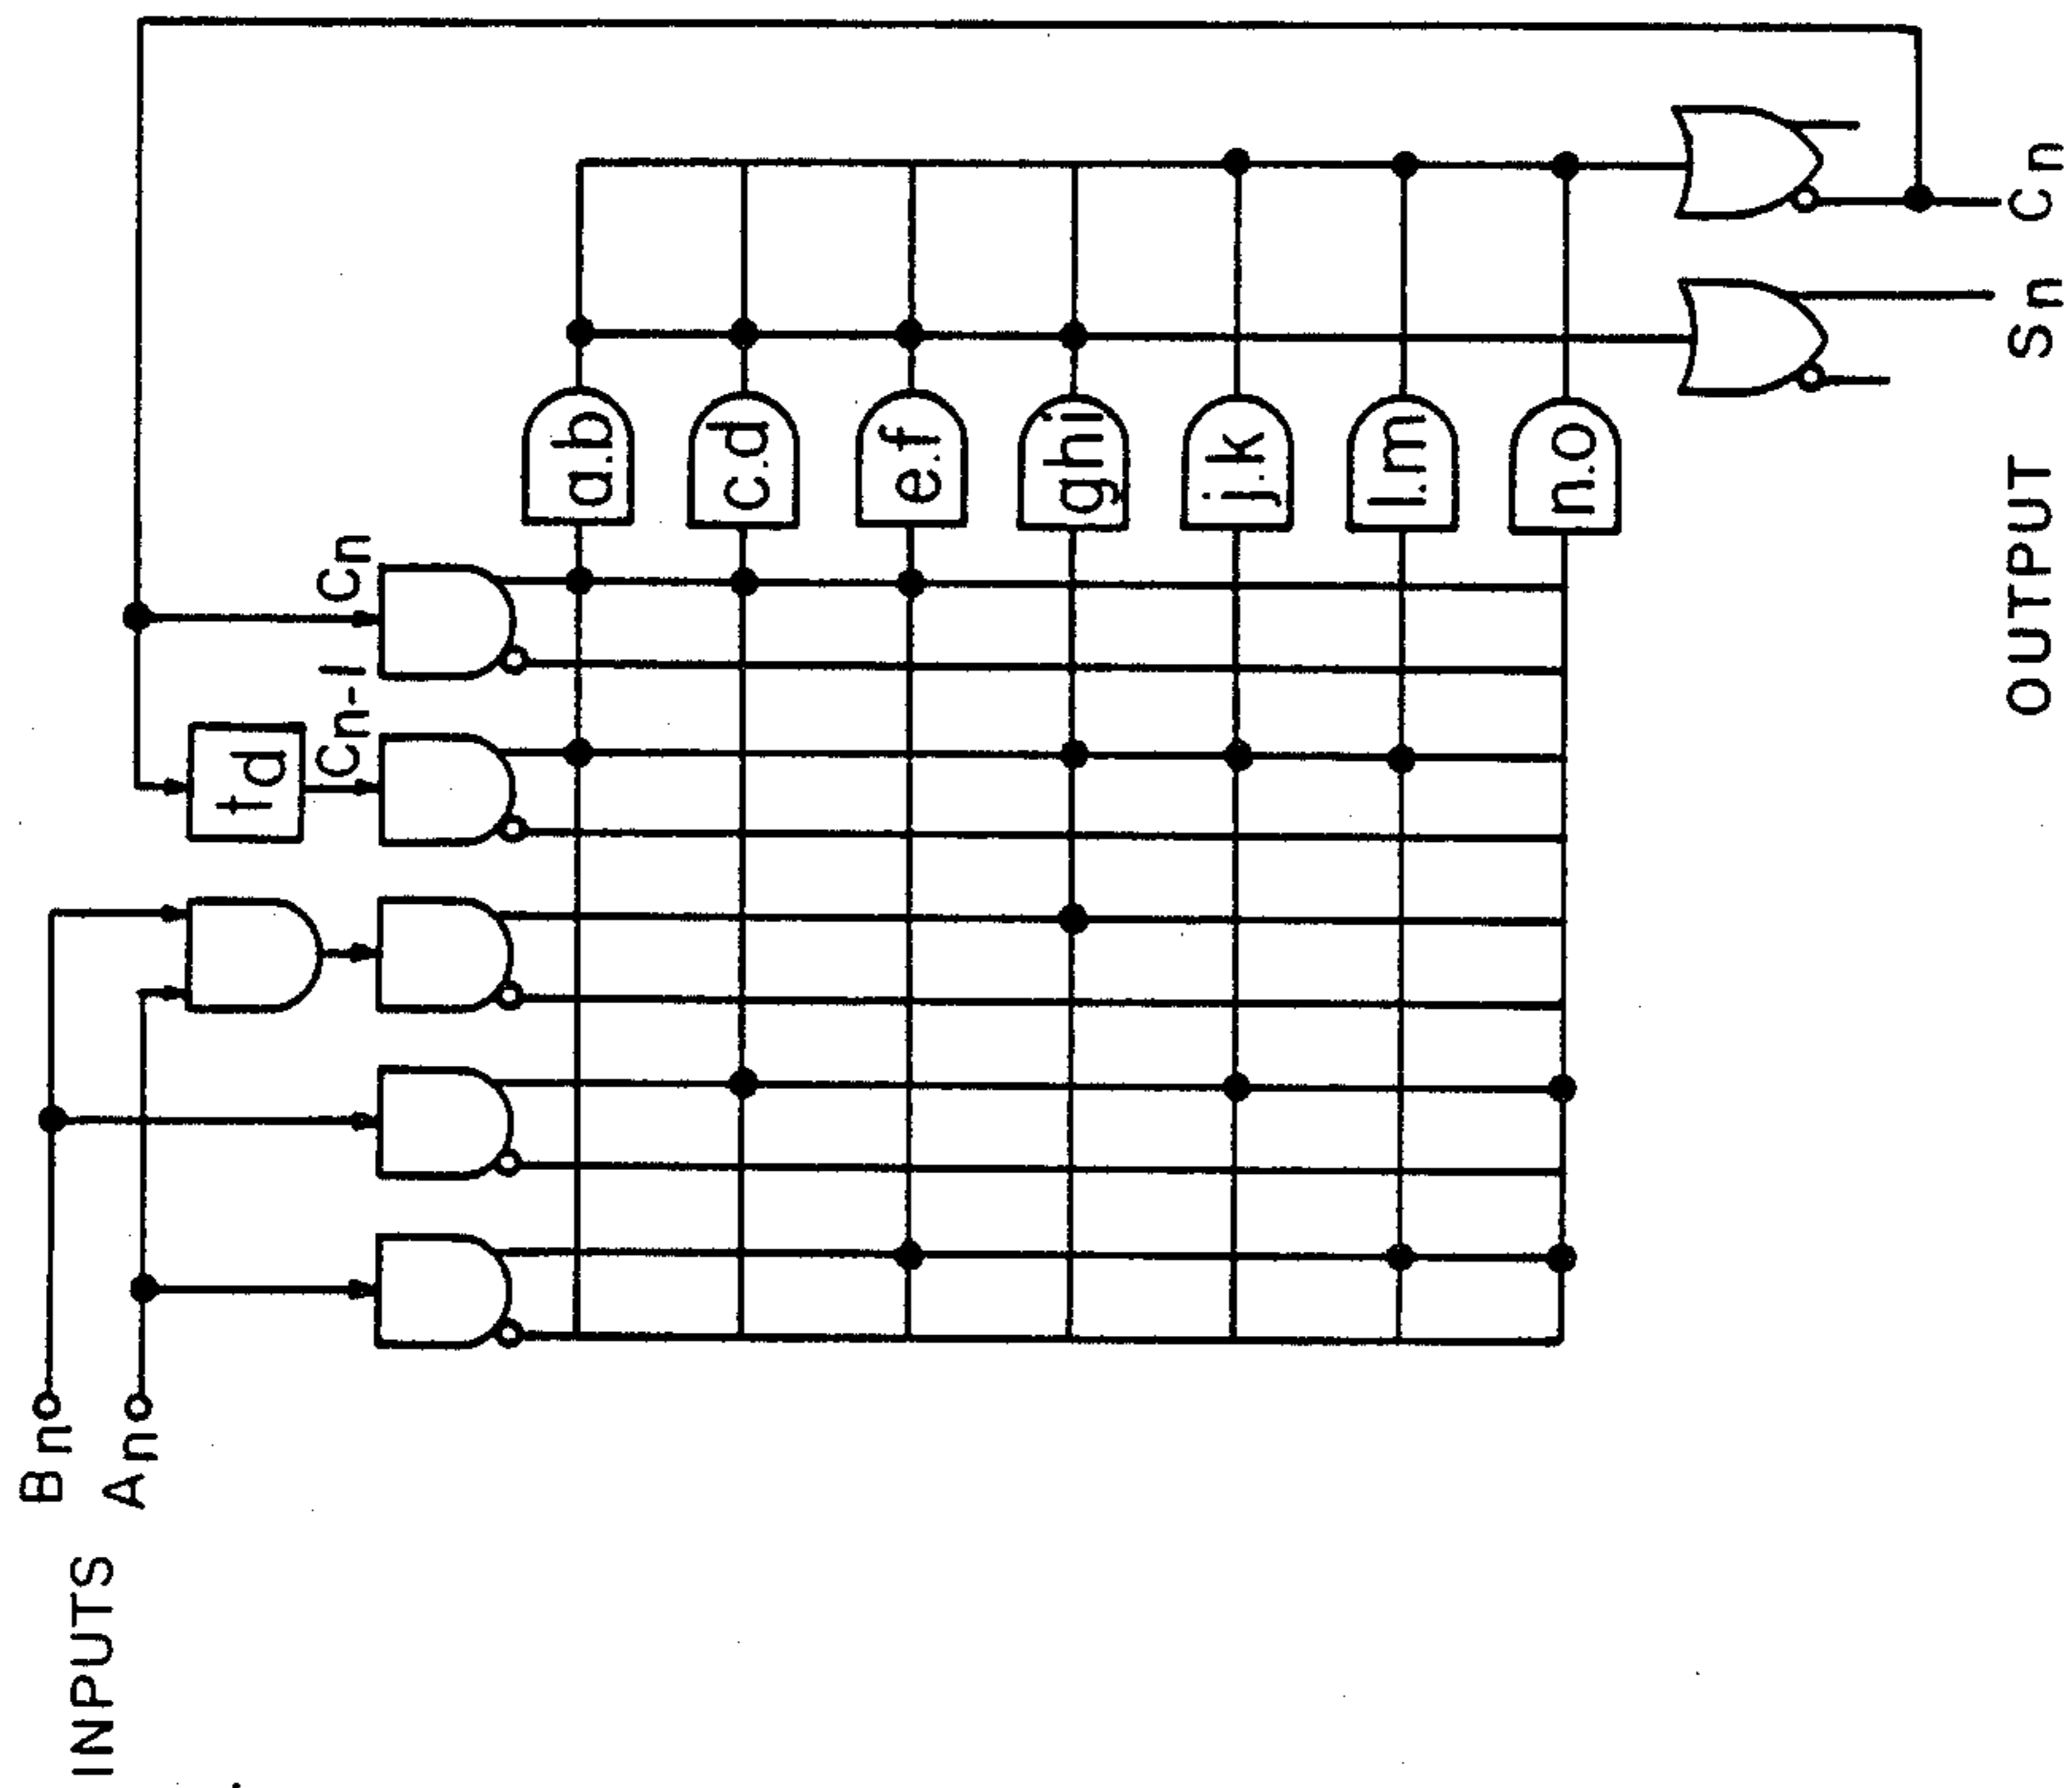 INPUTS
Bn
An
td
Cn-1
Cn
a.b
c.d
e.f
ghi
j.k
l.m
n.o
OUTPUT
Sn
Cn